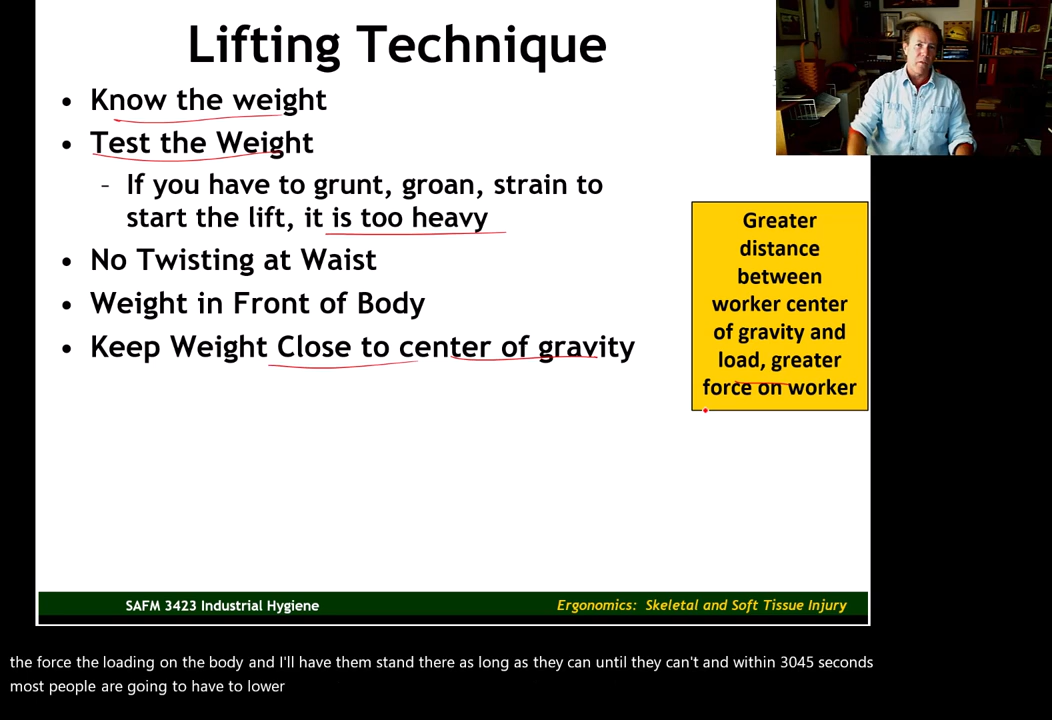 Lifting Technique
• Know the weight
• Test the Weight
– If you have to grunt, groan, strain to
start the lift, it is too heavy
• No Twisting at Waist
• Weight in Front of Body
• Keep Weight Close to center of gravity
Greater
distance
between
worker center
of gravity and
load, greater
force on worker
SAFM 3423 Industrial Hygiene
Ergonomics: Skeletal and Soft Tissue Injury
the force the loading on the body and I'll have them stand there as long as they can until they can't and within 3045 seconds
most people are going to have to lower